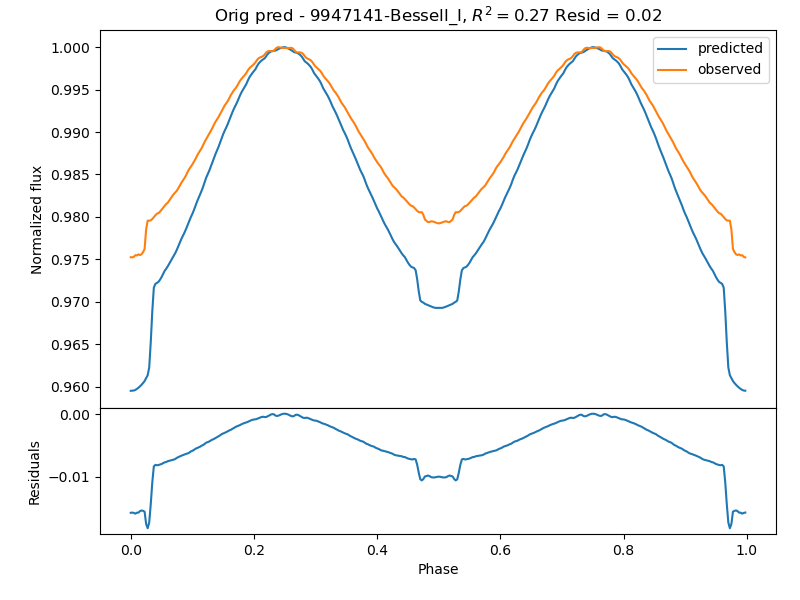 Orig pred - 9947141-Bessell_I, R² = 0.27 Resid = 0.02
predicted
observed
Normalized flux
1.000
0.995
0.990
0.985
0.980
0.975
0.970
0.965
0.960
Residuals
0.00
−0.01
0.0 0.2 0.4 0.6 0.8 1.0
Phase